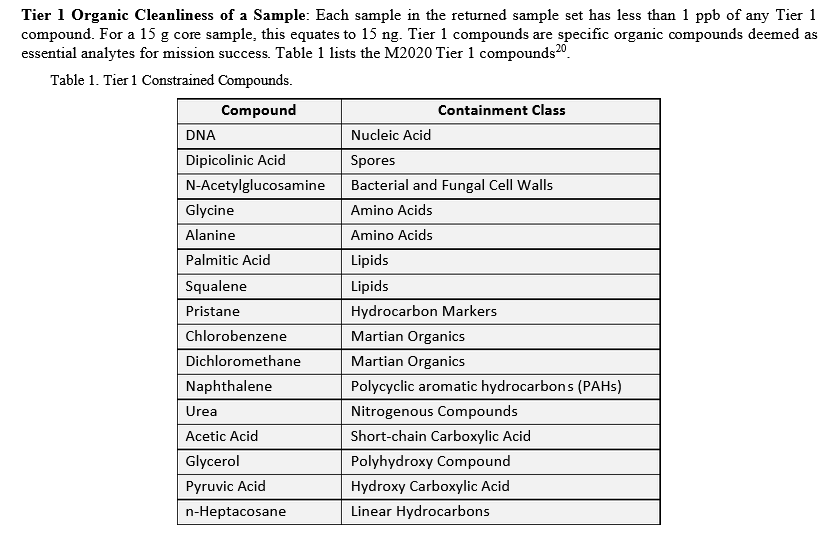 Tier 1 Organic Cleanliness of a Sample: Each sample in the returned sample set has less than 1 ppb of any Tier 1
compound. For a 15 g core sample, this equates to 15 ng. Tier 1 compounds are specific organic compounds deemed as
essential analytes for mission success. Table 1 lists the M2020 Tier 1 compounds20.
Table 1. Tier 1 Constrained Compounds.
Compound Containment Class
DNA Nucleic Acid
Dipicolinic Acid Spores
N-Acetylglucosamine Bacterial and Fungal Cell Walls
Glycine Amino Acids
Alanine Amino Acids
Palmitic Acid Lipids
Squalene Lipids
Pristane Hydrocarbon Markers
Chlorobenzene Martian Organics
Dichloromethane Martian Organics
Naphthalene Polycyclic aromatic hydrocarbons (PAHs)
Urea Nitrogenous Compounds
Acetic Acid Short-chain Carboxylic Acid
Glycerol Polyhydroxy Compound
Pyruvic Acid Hydroxy Carboxylic Acid
n-Heptacosane Linear Hydrocarbons